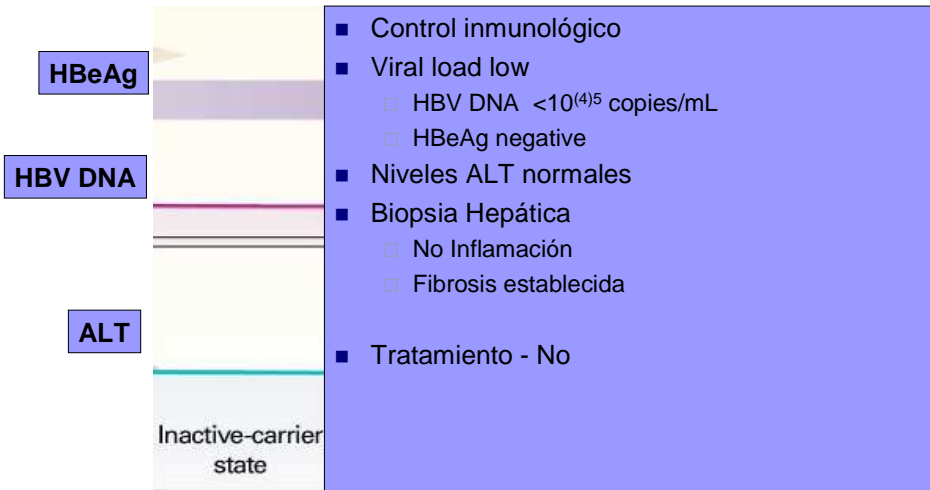 HBeAg
HBV DNA
ALT
Inactive-carrier
state
Control inmunológico
Viral load low
HBV DNA <10⁽⁴⁾⁵ copies/mL
HBeAg negative
Niveles ALT normales
Biopsia Hepática
No Inflamación
Fibrosis establecida
Tratamiento - No